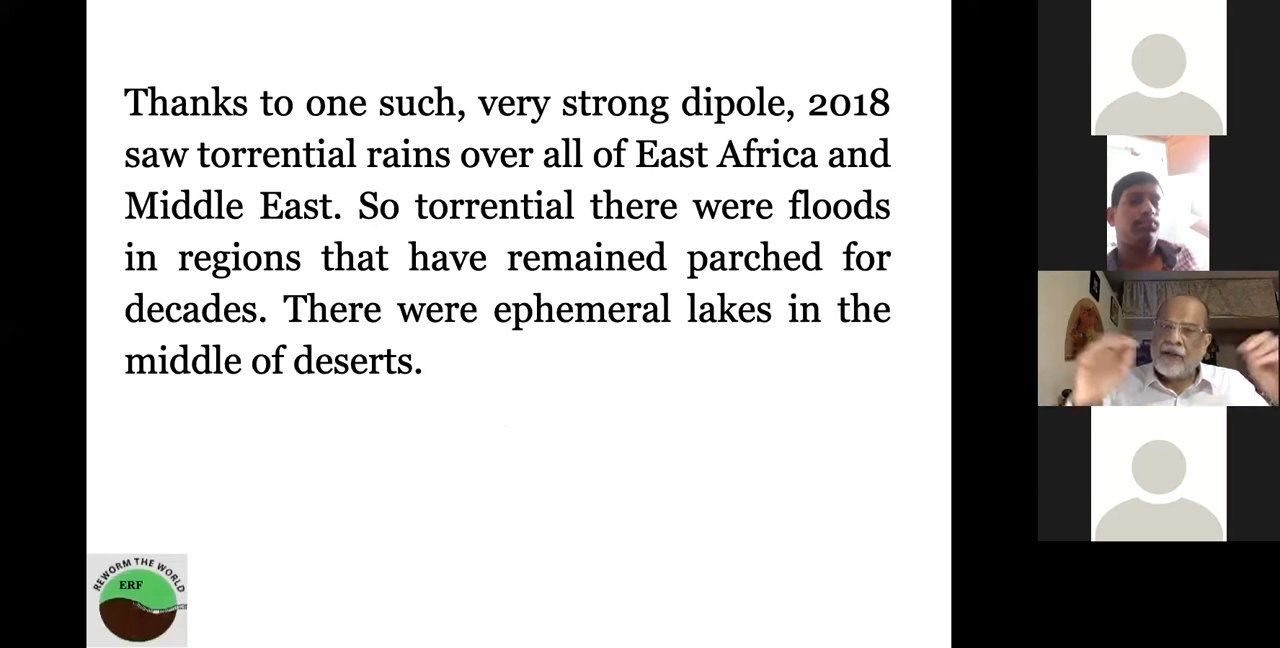 Thanks to one such, very strong dipole, 2018
saw torrential rains over all of East Africa and
Middle East. So torrential there were floods
in regions that have remained parched for
decades. There were ephemeral lakes in the
middle of deserts.
REWORM THE WORLD
ERF